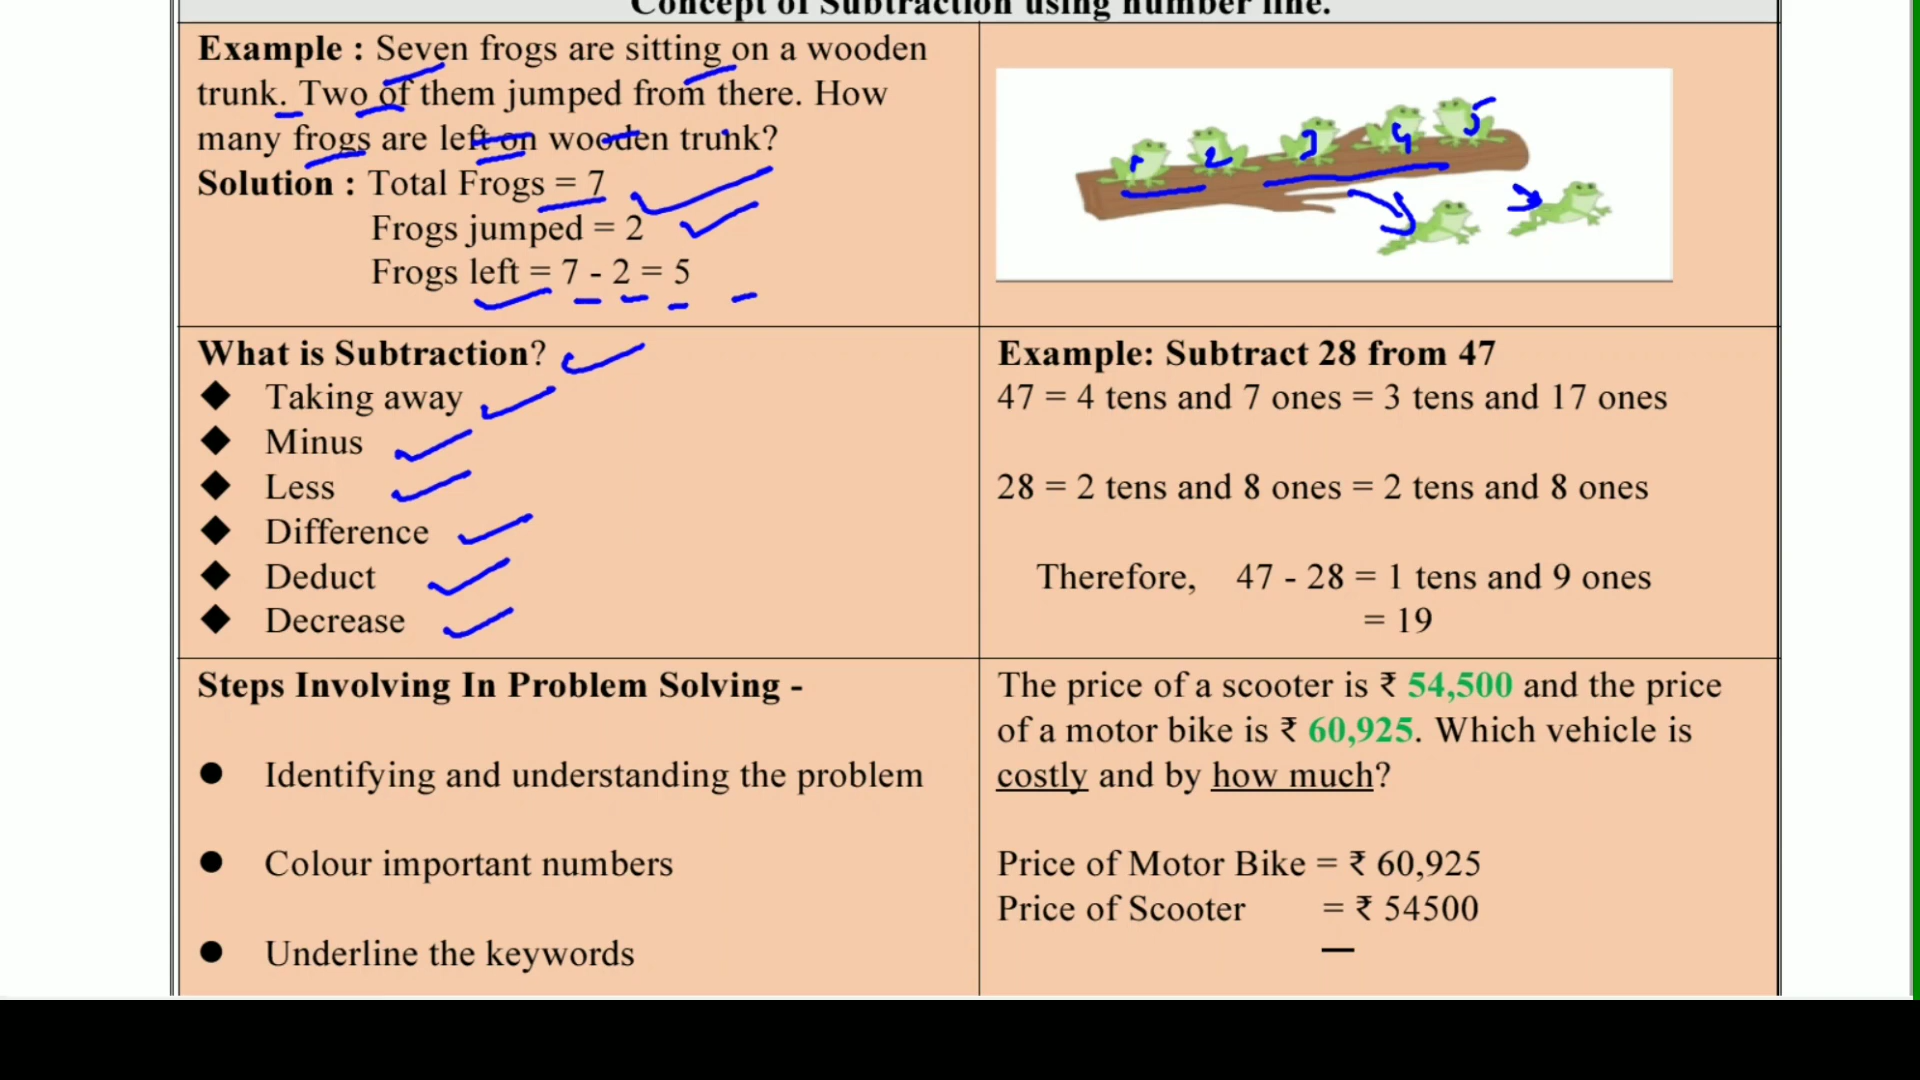 Concept of Subtraction using number line.
Example : Seven frogs are sitting on a wooden
trunk. Two of them jumped from there. How
many frogs are left on wooden trunk?
Solution : Total Frogs = 7
Frogs jumped = 2
Frogs left = 7 - 2 = 5
1 2 3 4 5
What is Subtraction?
Taking away
Minus
Less
Difference
Deduct
Decrease
Example: Subtract 28 from 47
47 = 4 tens and 7 ones = 3 tens and 17 ones
28 = 2 tens and 8 ones = 2 tens and 8 ones
Therefore, 47 - 28 = 1 tens and 9 ones
= 19
Steps Involving In Problem Solving -
Identifying and understanding the problem
Colour important numbers
Underline the keywords
The price of a scooter is ₹ 54,500 and the price
of a motor bike is ₹ 60,925. Which vehicle is
costly and by how much?
Price of Motor Bike = ₹ 60,925
Price of Scooter = ₹ 54500